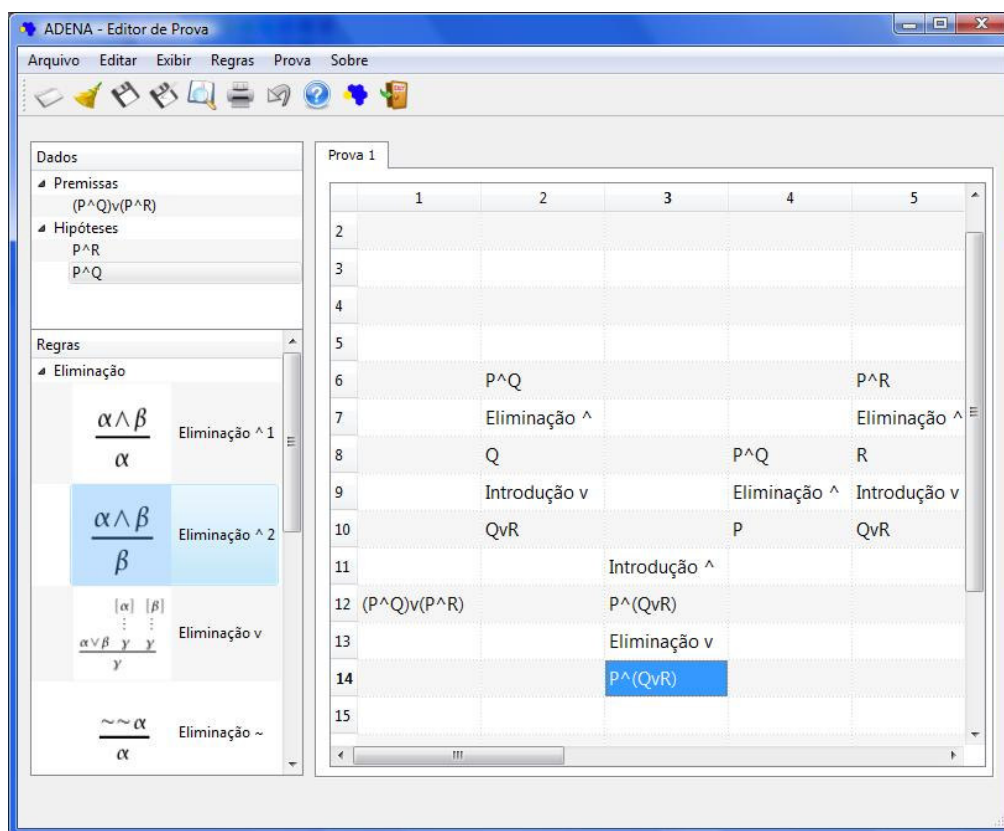 ADENA - Editor de Prova
Arquivo Editar Exibir Regras Prova Sobre
Dados
Premissas
(P^Q)v(P^R)
Hipóteses
P^R
P^Q
Regras
Eliminação
α∧β
α
Eliminação ^ 1
α∧β
β
Eliminação ^ 2
[α] [β]
⋮ ⋮
α∨β γ γ
γ
Eliminação v
~~α
α
Eliminação ~
Prova 1
1 2 3 4 5
2
3
4
5
6 P^Q P^R
7 Eliminação ^ Eliminação ^
8 Q P^Q R
9 Introdução v Eliminação ^ Introdução v
10 QvR P QvR
11 Introdução ^
12 (P^Q)v(P^R) P^(QvR)
13 Eliminação v
14 P^(QvR)
15